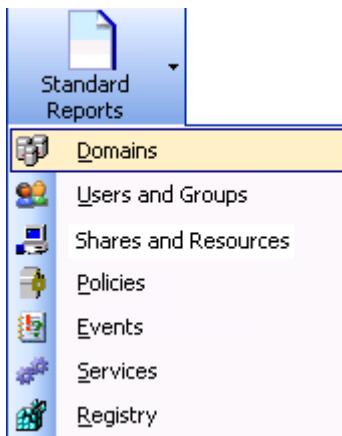 Standard
Reports
Domains
Users and Groups
Shares and Resources
Policies
Events
Services
Registry